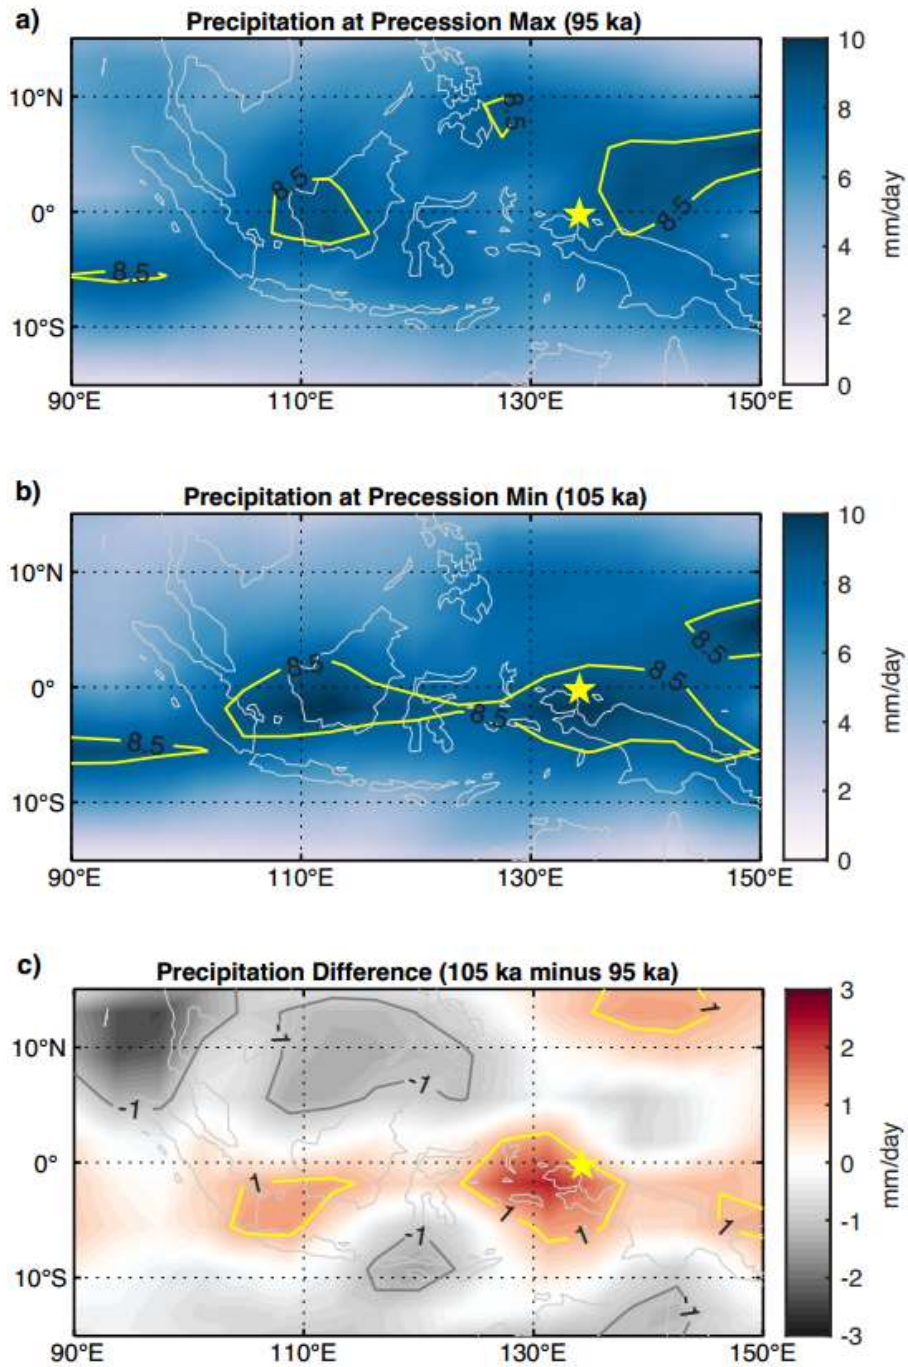 a)
Precipitation at Precession Max (95 ka)
10
10°N
8.5
8
8.5
6
0°
8.5
mm/day
4
8.5
10°S
2
0
90°E 110°E 130°E 150°E
b)
Precipitation at Precession Min (105 ka)
10
10°N
8
8.5
8.5
8.5
6
0°
8.5
mm/day
8.5
4
10°S
2
0
90°E 110°E 130°E 150°E
c)
Precipitation Difference (105 ka minus 95 ka)
3
1
-1
2
10°N
-1
-1
1
0°
1
0
mm/day
1
1
1
-1
-1
10°S
-2
-1
-3
90°E 110°E 130°E 150°E